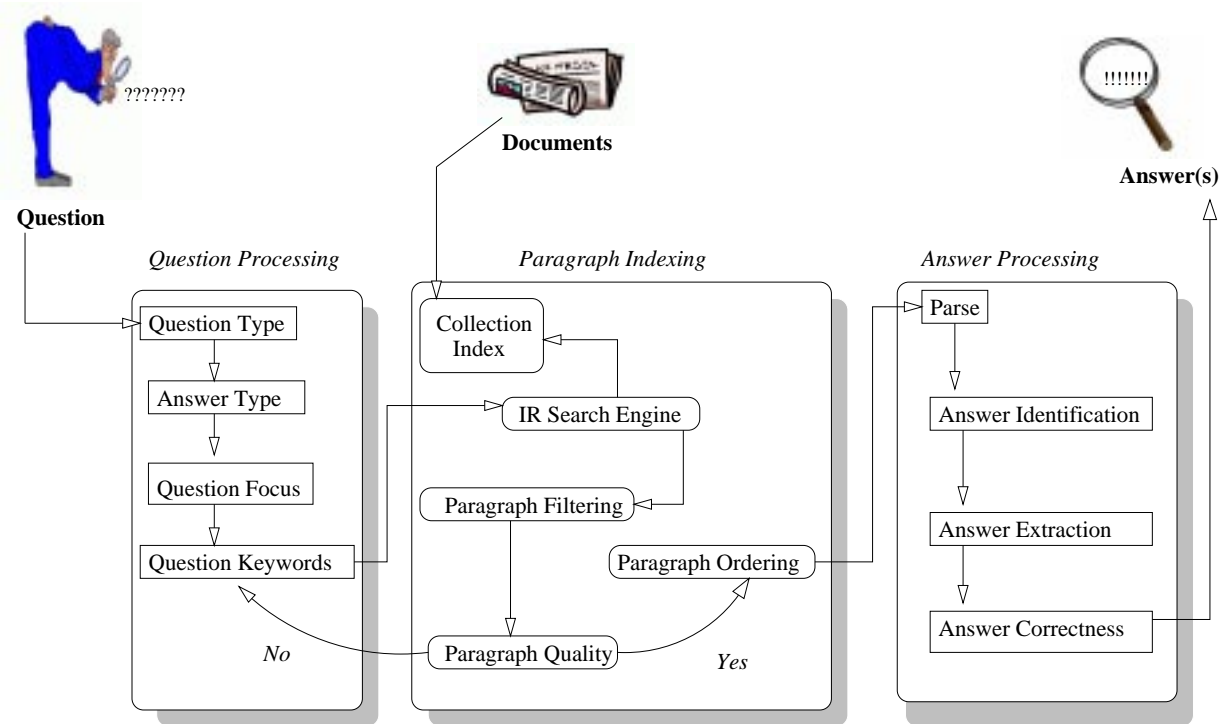 ???????
!!!!!!!
Documents
Answer(s)
Question
Question Processing
Paragraph Indexing
Answer Processing
Question Type
Answer Type
Question Focus
Question Keywords
No
Collection
Index
IR Search Engine
Paragraph Filtering
Paragraph Ordering
Paragraph Quality
Yes
Parse
Answer Identification
Answer Extraction
Answer Correctness